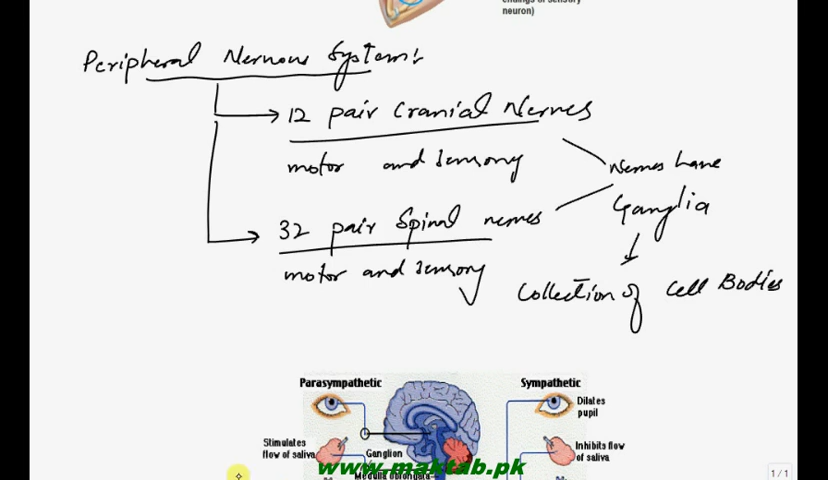 endings of sensory
neuron)
Peripheral Nervous System:
12 pair Cranial Nerves
motor and sensory
Nerves have
Ganglia
32 pair Spinal nerves
motor and sensory
Collection of Cell Bodies
Parasympathetic
Sympathetic
Dilates
pupil
Stimulates
flow of saliva
Ganglion
Inhibits flow
of saliva
Medulla oblongata
www.maktab.pk
1 / 1